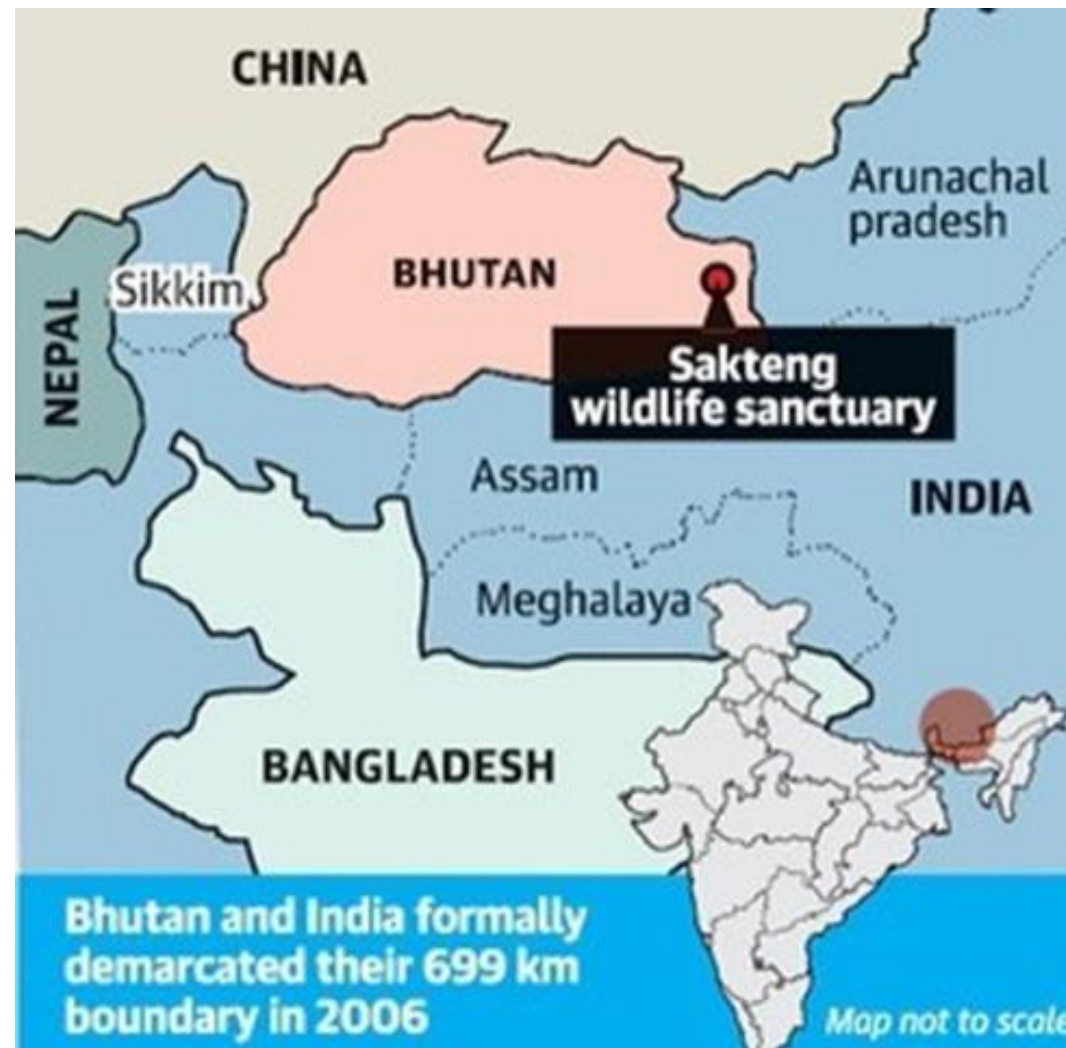 CHINA
Arunachal
pradesh
BHUTAN
Sikkim
NEPAL
Sakteng
wildlife sanctuary
Assam
INDIA
Meghalaya
BANGLADESH
Bhutan and India formally
demarcated their 699 km
boundary in 2006
Map not to scale